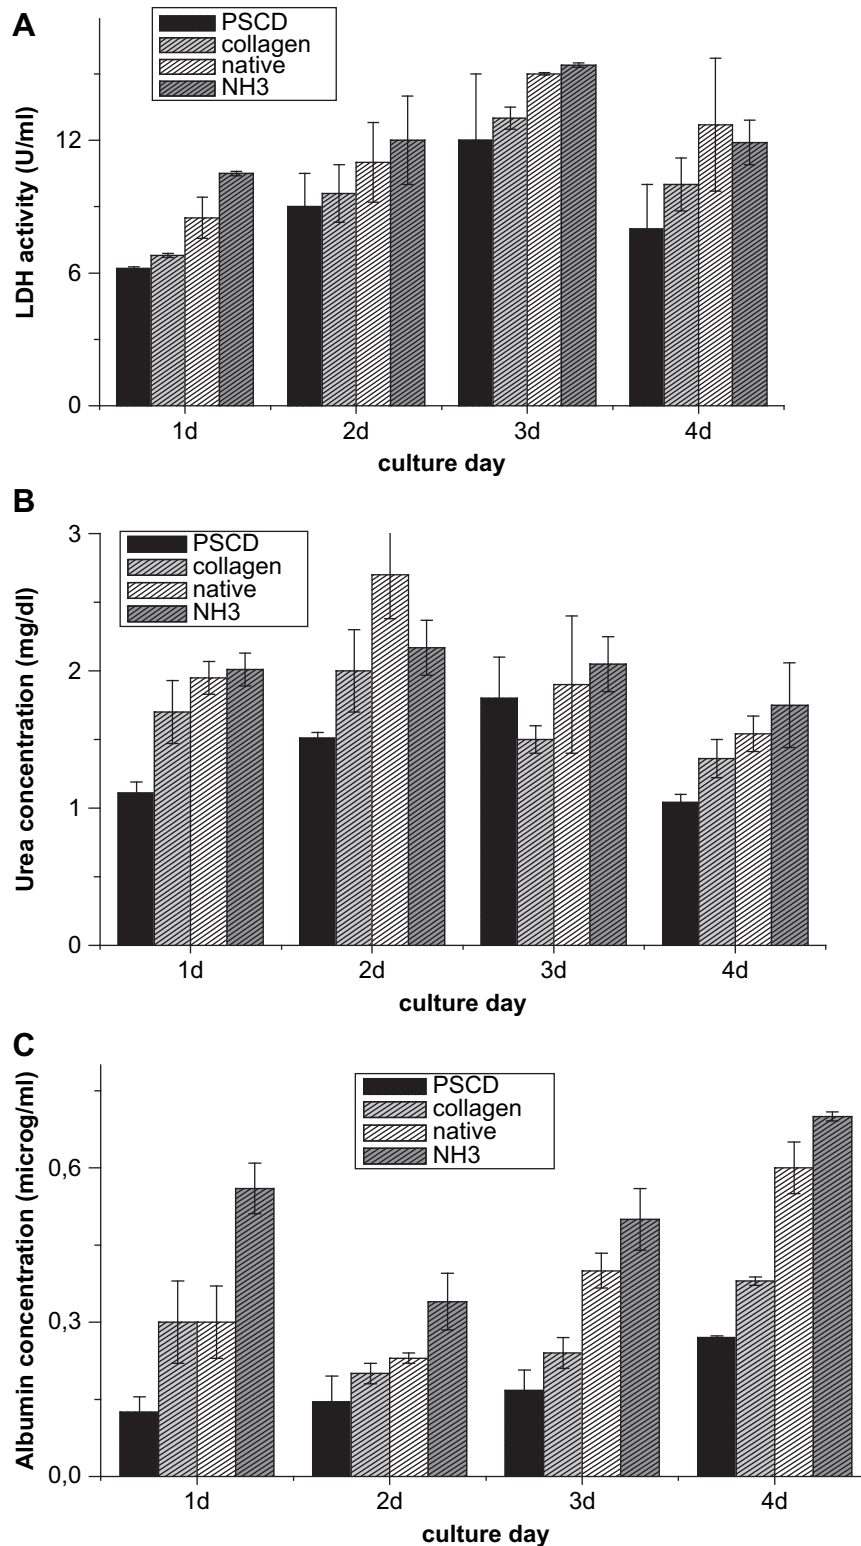 A
PSCD
collagen
native
NH3
LDH activity (U/ml)
12
6
0
1d 2d 3d 4d
culture day
B
PSCD
collagen
native
NH3
Urea concentration (mg/dl)
3
2
1
0
1d 2d 3d 4d
culture day
C
PSCD
collagen
native
NH3
Albumin concentration (microg/ml)
0,6
0,3
0,0
1d 2d 3d 4d
culture day